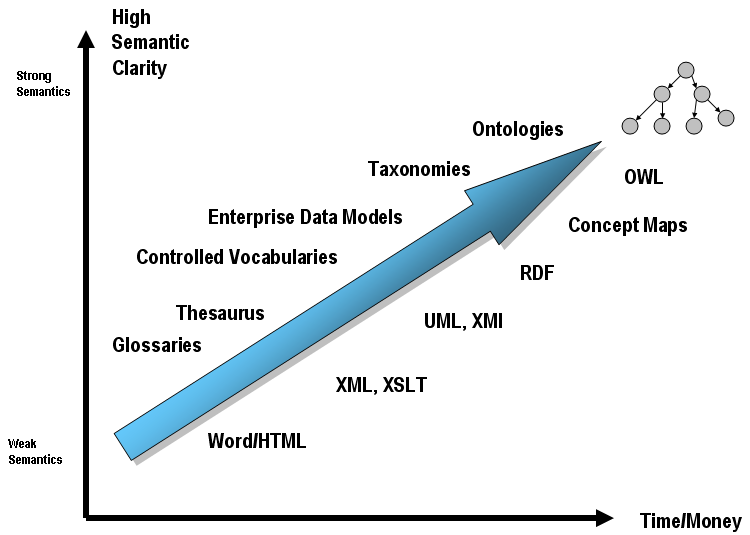 High
Semantic
Clarity
Strong
Semantics
Ontologies
Taxonomies
OWL
Enterprise Data Models
Concept Maps
Controlled Vocabularies
RDF
Thesaurus
UML, XMI
Glossaries
XML, XSLT
Word/HTML
Weak
Semantics
Time/Money